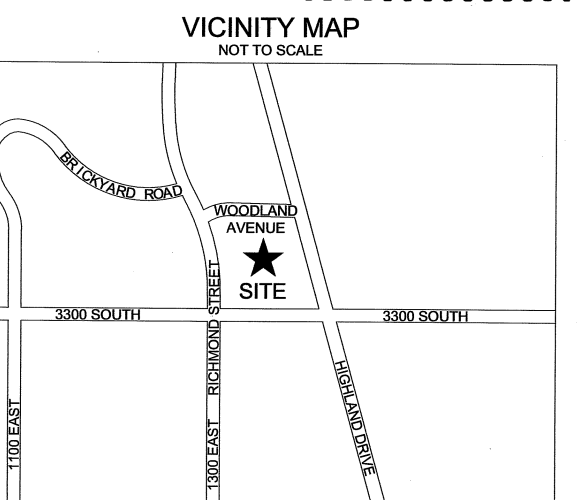 VICINITY MAP
NOT TO SCALE
BRICKYARD ROAD
WOODLAND
AVENUE
SITE
3300 SOUTH
3300 SOUTH
RICHMOND STREET
HIGHLAND DRIVE
1100 EAST
1300 EAST